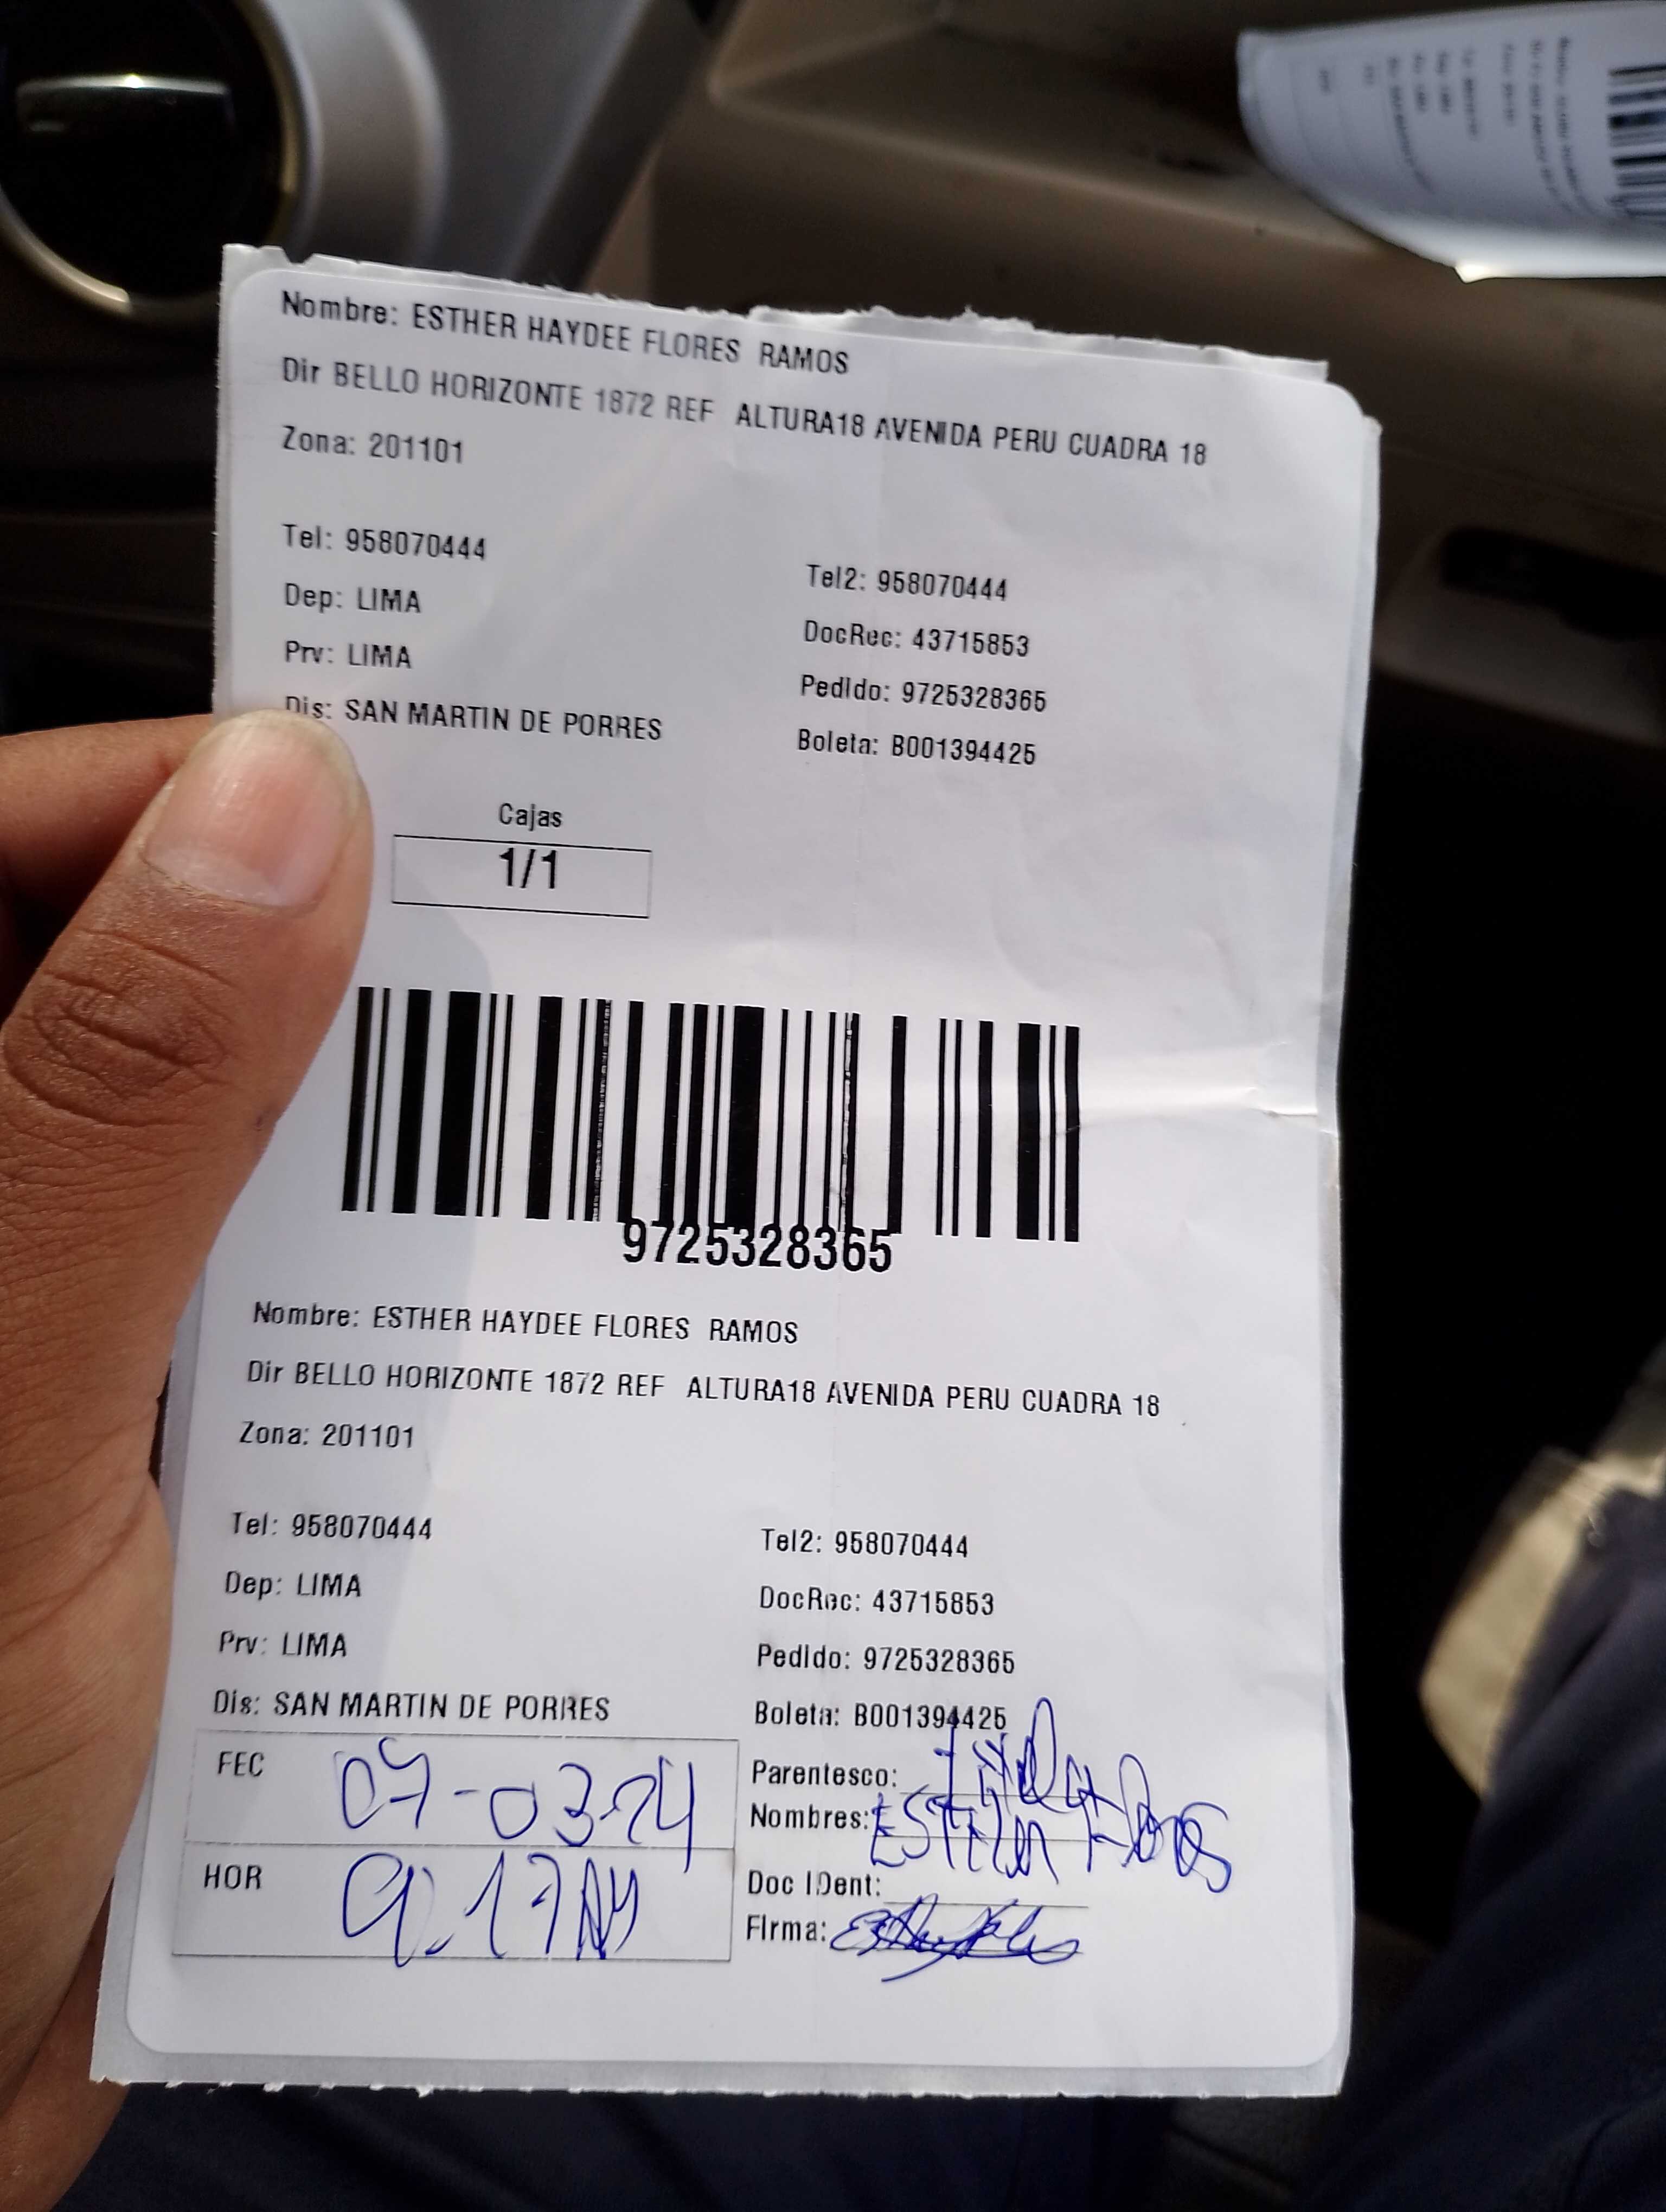 Nombre: ESTHER HAYDEE FLORES RAMOS
Dir BELLO HORIZONTE 1872 REF ALTURA18 AVENIDA PERU CUADRA 18
Zona: 201101
Tel: 958070444
Tel2: 958070444
Dep: LIMA
DocRec: 43715853
Prv: LIMA
Pedido: 9725328365
Dis: SAN MARTIN DE PORRES
Boleta: B001394425
Cajas
1/1
9725328365
Nombre: ESTHER HAYDEE FLORES RAMOS
Dir BELLO HORIZONTE 1872 REF ALTURA18 AVENIDA PERU CUADRA 18
Zona: 201101
Tel: 958070444
Tel2: 958070444
Dep: LIMA
DocRec: 43715853
Prv: LIMA
Pedido: 9725328365
Dis: SAN MARTIN DE PORRES
Boleta: B001394425
FEC 07-03-24
Parentesco:
Nombres: ESTHER Flores
HOR 9:17AM
Doc IDent:
Firma: